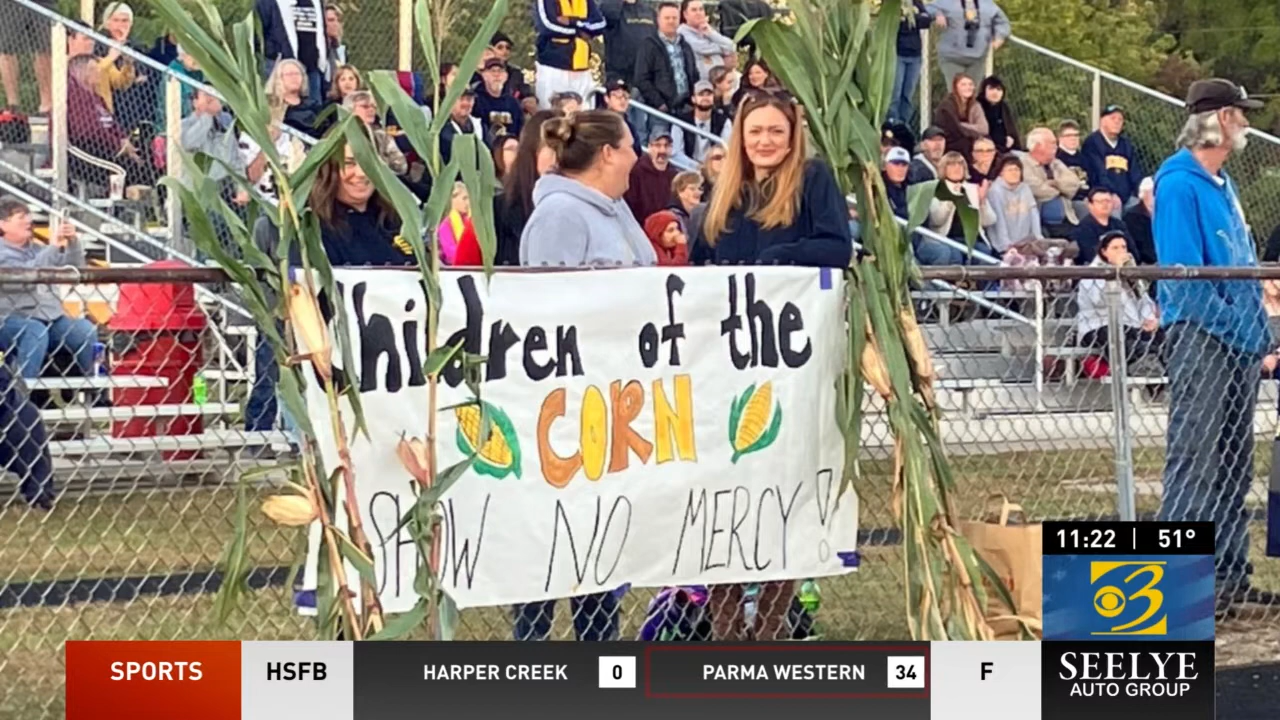 Children of the
CORN
SHOW NO MERCY!
11:22 | 51°
3
SEELYE
AUTO GROUP
SPORTS HSFB HARPER CREEK 0 PARMA WESTERN 34 F